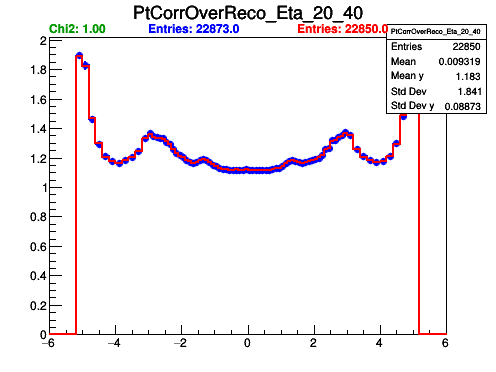 PtCorrOverReco_Eta_20_40
Chi2: 1.00 Entries: 22873.0 Entries: 22850.0
PtCorrOverReco_Eta_20_40
Entries 22850
Mean 0.009319
Mean y 1.183
Std Dev 1.841
Std Dev y 0.08873
2
1.8
1.6
1.4
1.2
1
0.8
0.6
0.4
0.2
0
−6 −4 −2 0 2 4 6